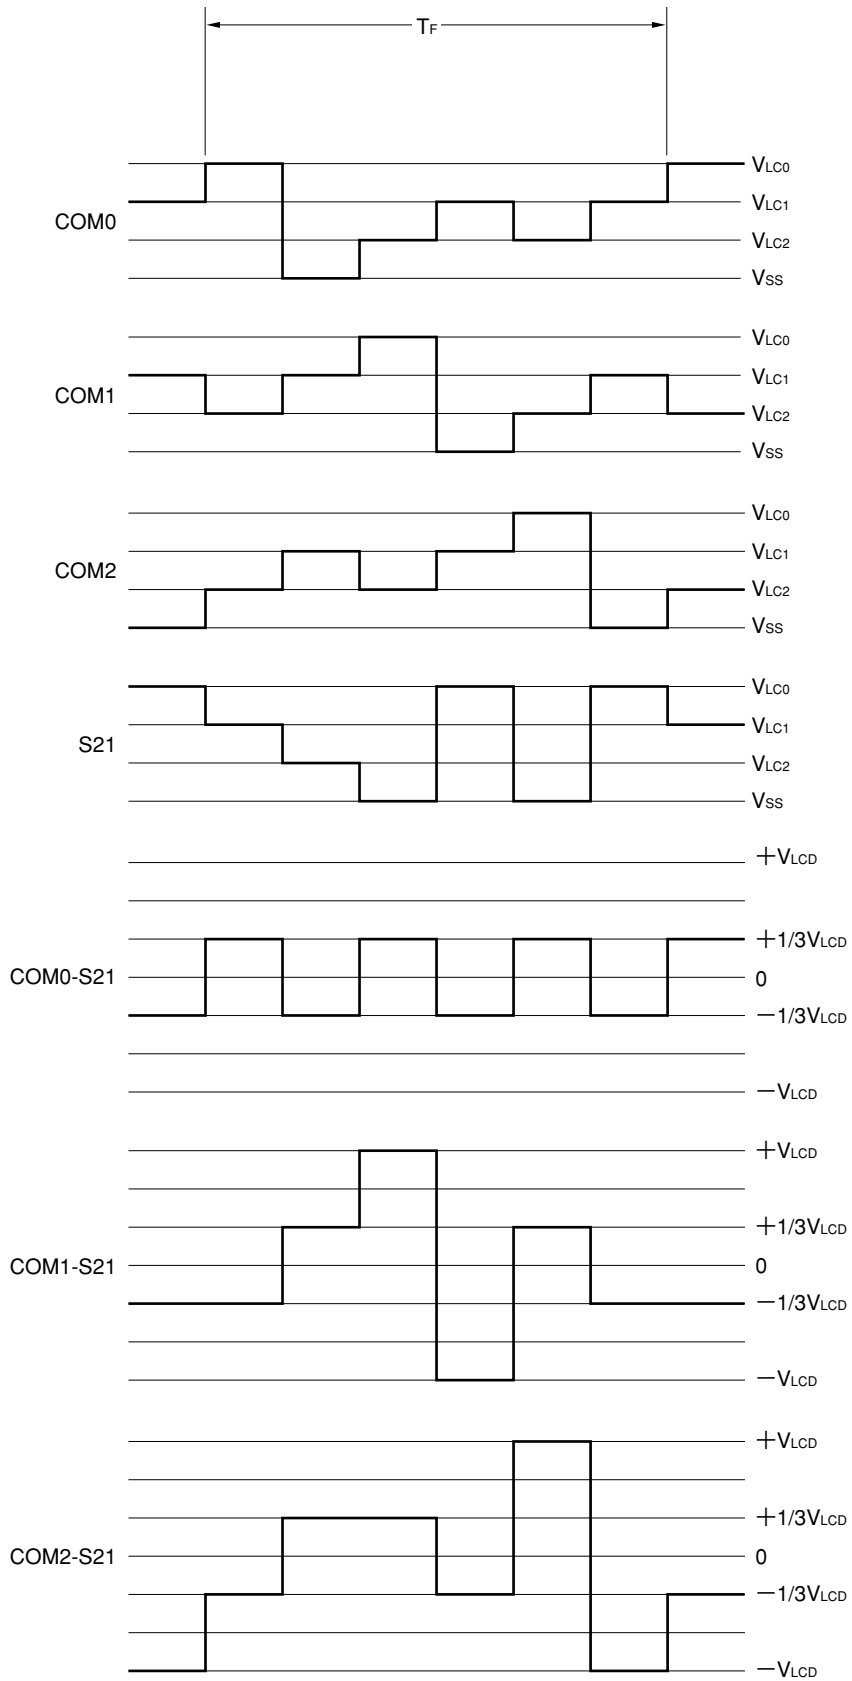 TF
VLC0
VLC1
COM0
VLC2
VSS
VLC0
VLC1
COM1
VLC2
VSS
VLC0
VLC1
COM2
VLC2
VSS
VLC0
VLC1
S21
VLC2
VSS
+VLCD
+1/3VLCD
COM0-S21
0
−1/3VLCD
−VLCD
+VLCD
+1/3VLCD
COM1-S21
0
−1/3VLCD
−VLCD
+VLCD
+1/3VLCD
COM2-S21
0
−1/3VLCD
−VLCD